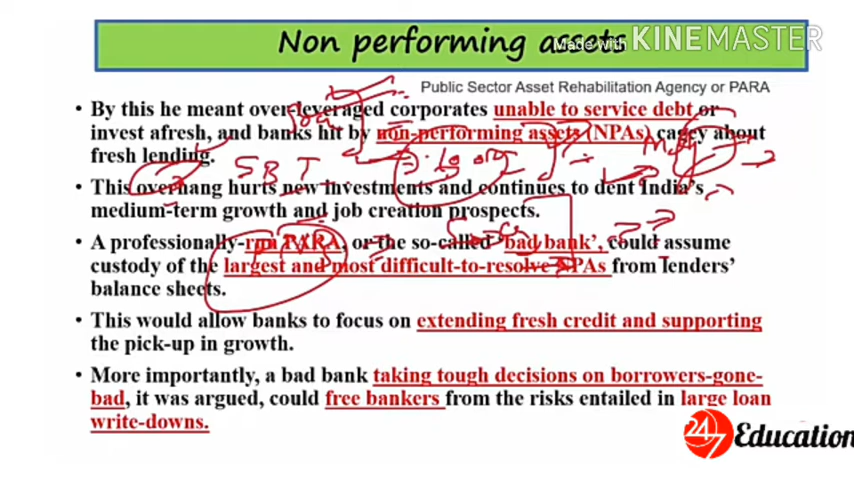 Non performing assets
Made with KINEMASTER
Public Sector Asset Rehabilitation Agency or PARA
• By this he meant over-leveraged corporates unable to service debt or
invest afresh, and banks hit by non-performing assets (NPAs) cagey about
fresh lending.
SBI
• This overhang hurts new investments and continues to dent India's
medium-term growth and job creation prospects.
• A professionally-run PARA, or the so-called 'bad bank', could assume
custody of the largest and most difficult-to-resolve NPAs from lenders'
balance sheets.
• This would allow banks to focus on extending fresh credit and supporting
the pick-up in growth.
• More importantly, a bad bank taking tough decisions on borrowers-gone-
bad, it was argued, could free bankers from the risks entailed in large loan
write-downs.
24
7
Education